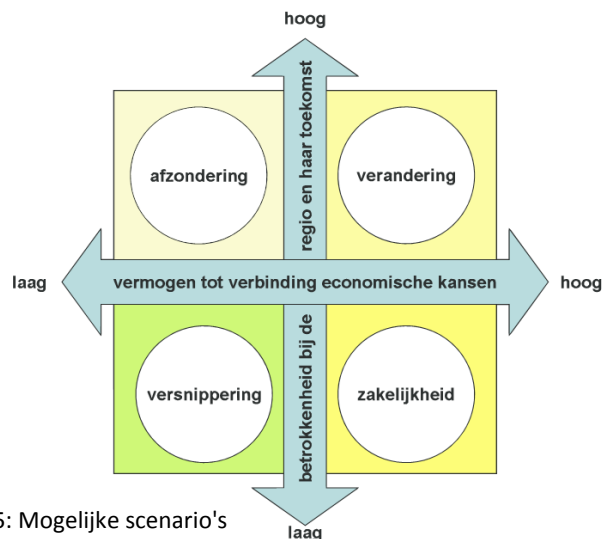 hoog
afzondering
verandering
betrokkenheid bij de regio en haar toekomst
laag
vermogen tot verbinding economische kansen
hoog
versnippering
zakelijkheid
5: Mogelijke scenario's
laag